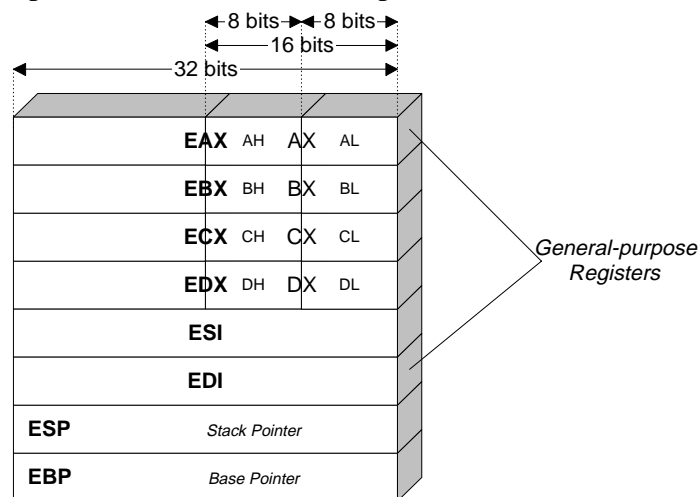 8 bits 8 bits
16 bits
32 bits
EAX AH AX AL
EBX BH BX BL
ECX CH CX CL
EDX DH DX DL
General-purpose
Registers
ESI
EDI
ESP Stack Pointer
EBP Base Pointer